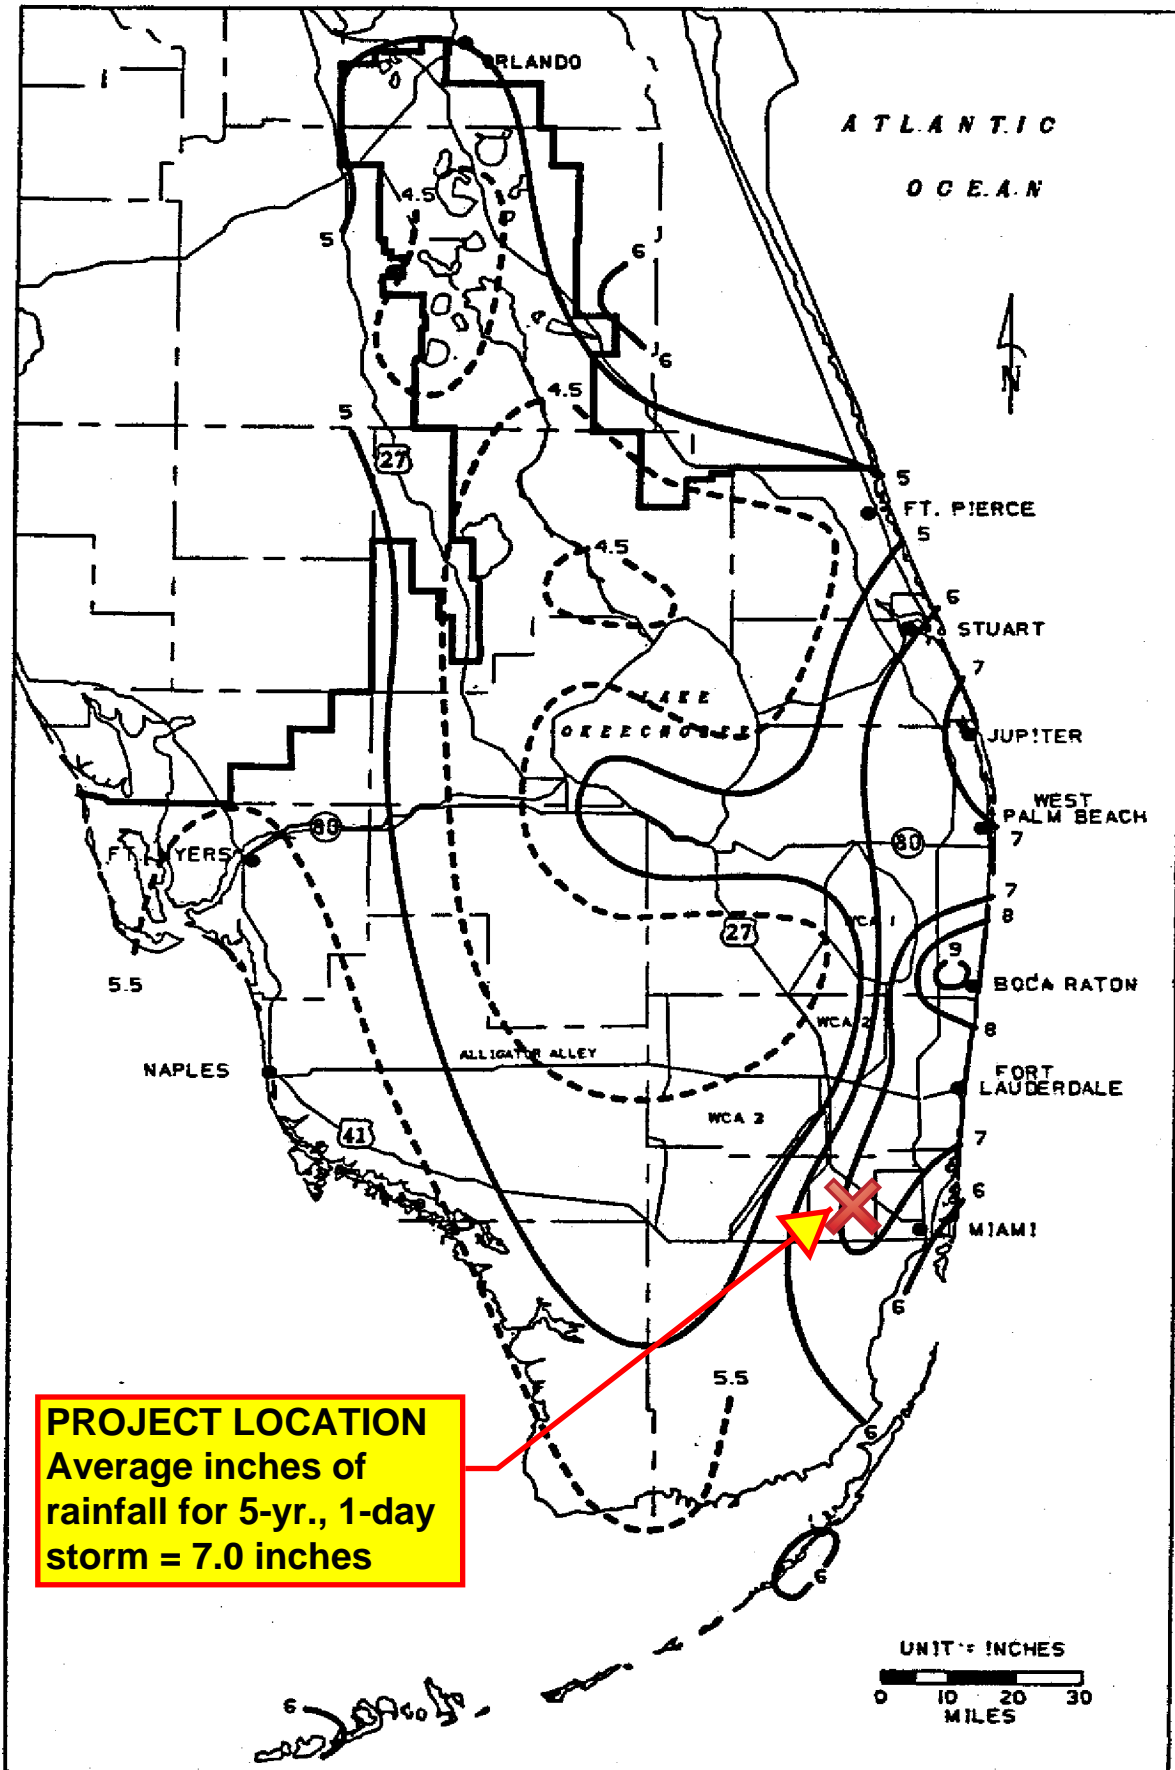 ORLANDO
ATLANTIC
OCEAN
4.5
5
6
6
N
4.5
5
27
5
FT. PIERCE
5
4.5
6
STUART
7
LAKE
OKEECHOBEE
JUPITER
WEST
PALM BEACH
7
80
80
FT. MYERS
7
8
WCA 1
27
9
5.5
BOCA RATON
WCA 2
8
ALLIGATOR ALLEY
NAPLES
FORT
LAUDERDALE
WCA 3
41
7
6
MIAMI
6
5.5
6
PROJECT LOCATION
Average inches of
rainfall for 5-yr., 1-day
storm = 7.0 inches
6
UNIT = INCHES
0 10 20 30
MILES
6